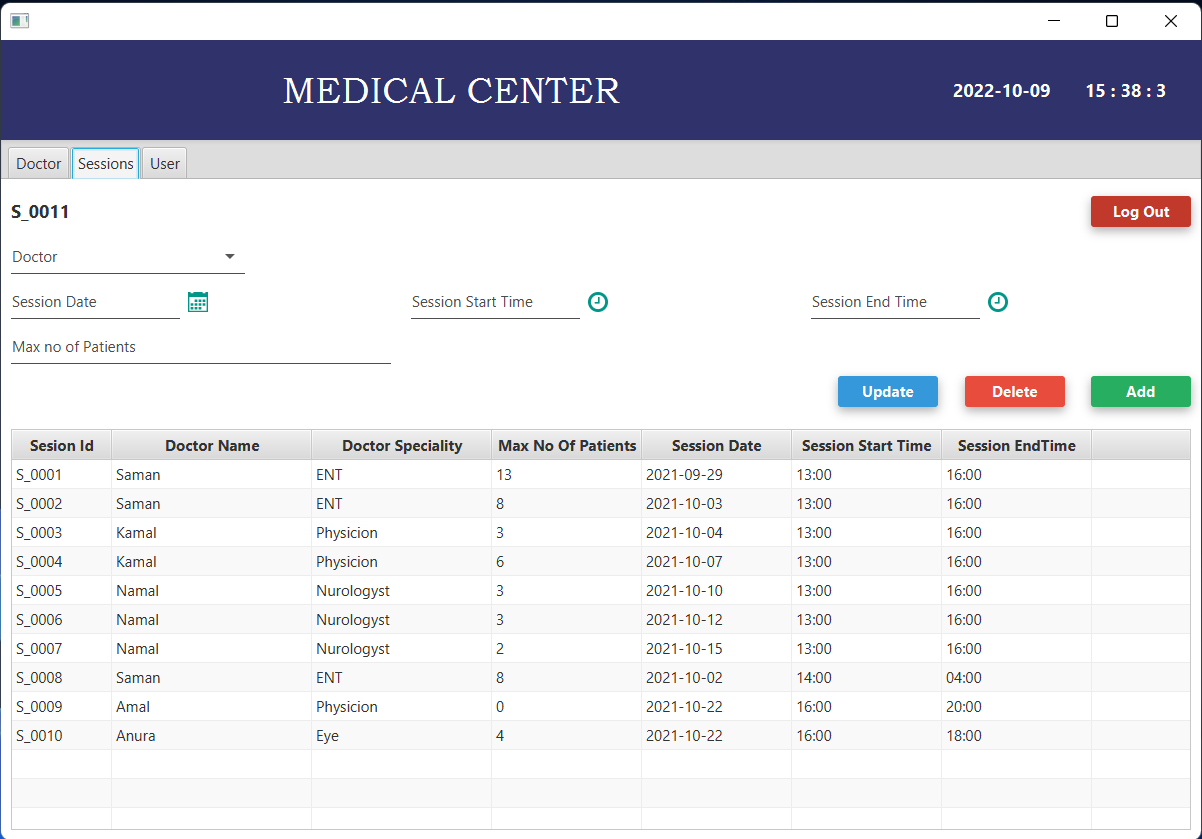 MEDICAL CENTER 2022-10-09 15 : 38 : 3
Doctor Sessions User
S_0011 Log Out
Doctor
Session Date Session Start Time Session End Time
Max no of Patients
Update Delete Add
Sesion Id Doctor Name Doctor Speciality Max No Of Patients Session Date Session Start Time Session EndTime
S_0001 Saman ENT 13 2021-09-29 13:00 16:00
S_0002 Saman ENT 8 2021-10-03 13:00 16:00
S_0003 Kamal Physicion 3 2021-10-04 13:00 16:00
S_0004 Kamal Physicion 6 2021-10-07 13:00 16:00
S_0005 Namal Nurologyst 3 2021-10-10 13:00 16:00
S_0006 Namal Nurologyst 3 2021-10-12 13:00 16:00
S_0007 Namal Nurologyst 2 2021-10-15 13:00 16:00
S_0008 Saman ENT 8 2021-10-02 14:00 04:00
S_0009 Amal Physicion 0 2021-10-22 16:00 20:00
S_0010 Anura Eye 4 2021-10-22 16:00 18:00